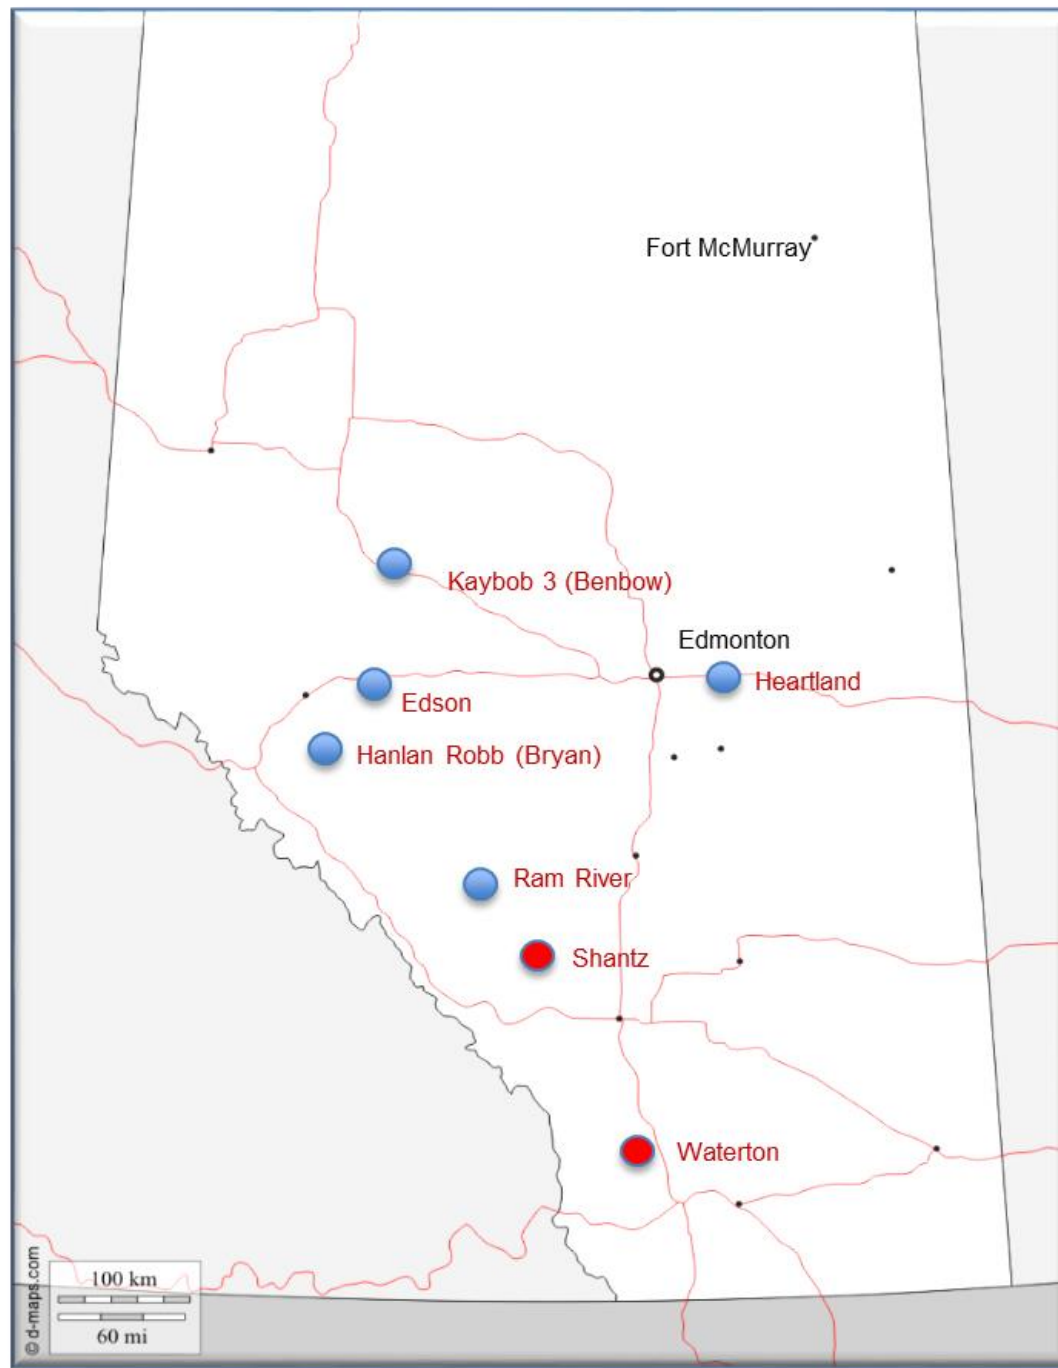 Fort McMurray
Kaybob 3 (Benbow)
Edmonton
Heartland
Edson
Hanlan Robb (Bryan)
Ram River
Shantz
Waterton
© d-maps.com
100 km
60 mi